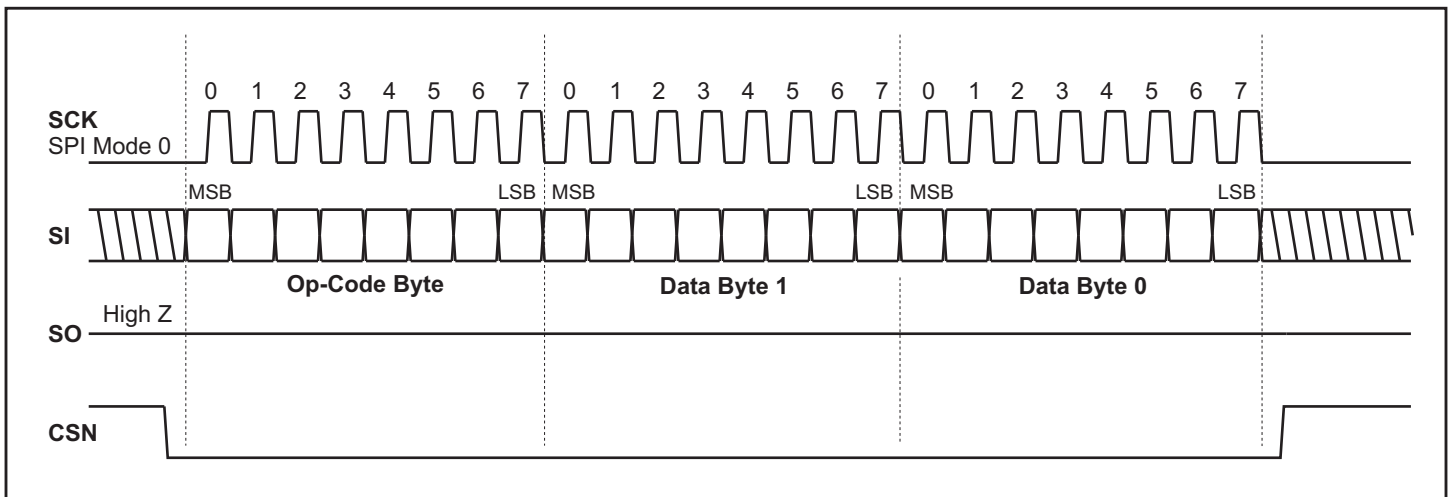 0 1 2 3 4 5 6 7 0 1 2 3 4 5 6 7 0 1 2 3 4 5 6 7
SCK
SPI Mode 0
MSB LSB MSB LSB MSB LSB
SI
Op-Code Byte Data Byte 1 Data Byte 0
High Z
SO
CSN